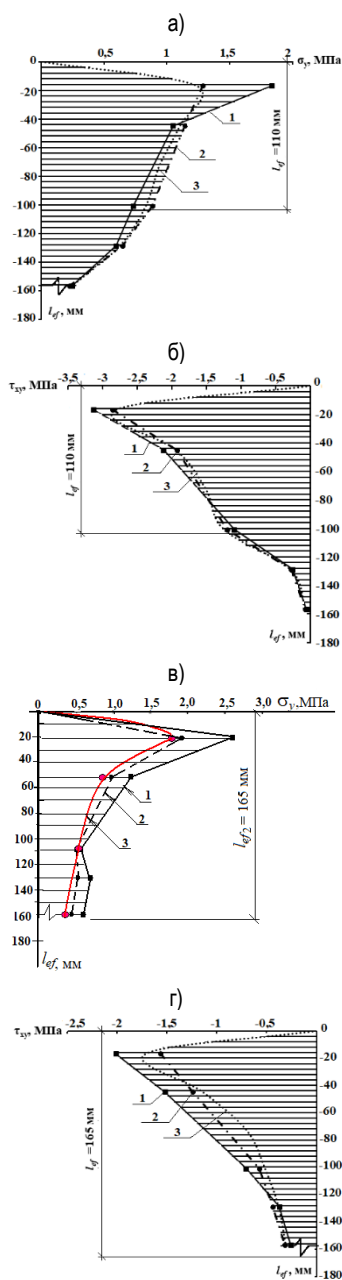 а)
0 0,5 1 1,5 2 σy, МПа
-20
-40
-60
-80
-100
-120
-140
-160
-180
1
2
3
lef =110 мм
lef, мм
б)
τxy, МПа
-3,5 -3 -2,5 -2 -1,5 -1 -0,5 0
-20
-40
-60
-80
-100
-120
-140
-160
-180
1
2
3
lef =110 мм
lef, мм
в)
0 0,5 1,0 1,5 2,0 2,5 3,0 σy, МПа
20
40
60
80
100
120
140
160
180
1
2
3
lef2 = 165 мм
lef, мм
г)
τxy, МПа
-2,5 -2 -1,5 -1 -0,5 0
-20
-40
-60
-80
-100
-120
-140
-160
-180
1
2
3
lef =165 мм
lef, мм